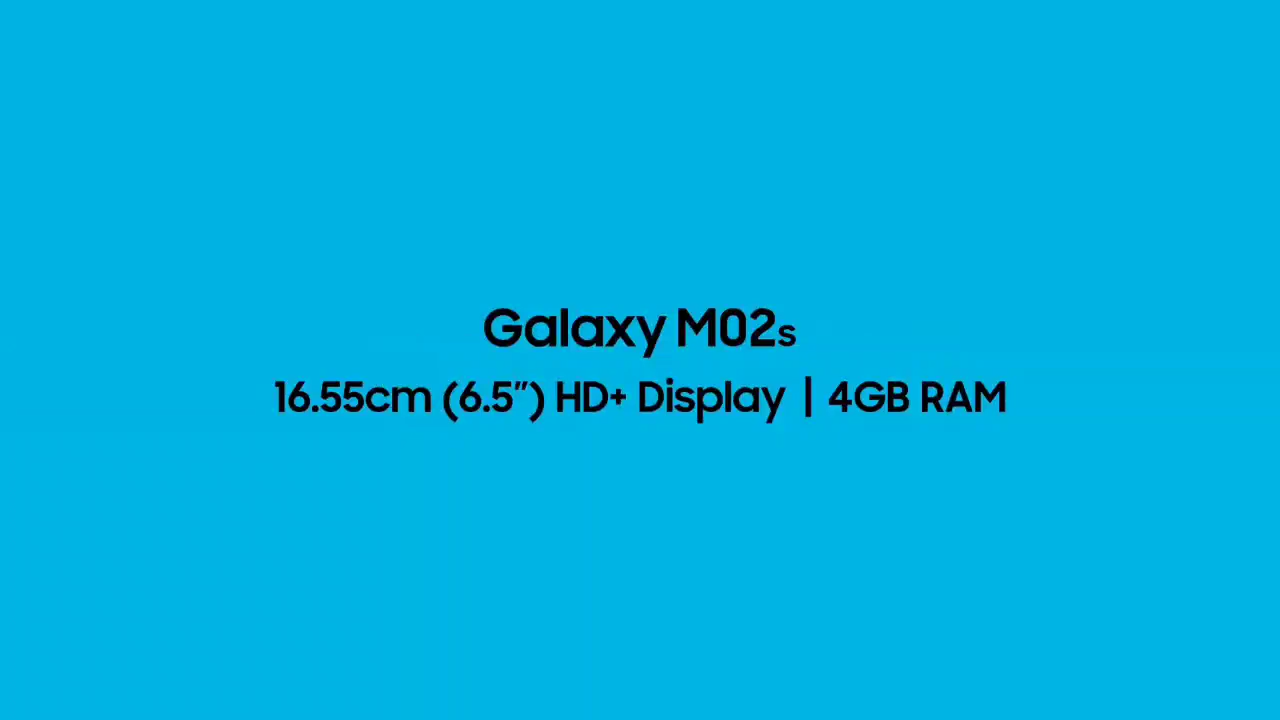 Galaxy M02s
16.55cm (6.5″) HD+ Display | 4GB RAM